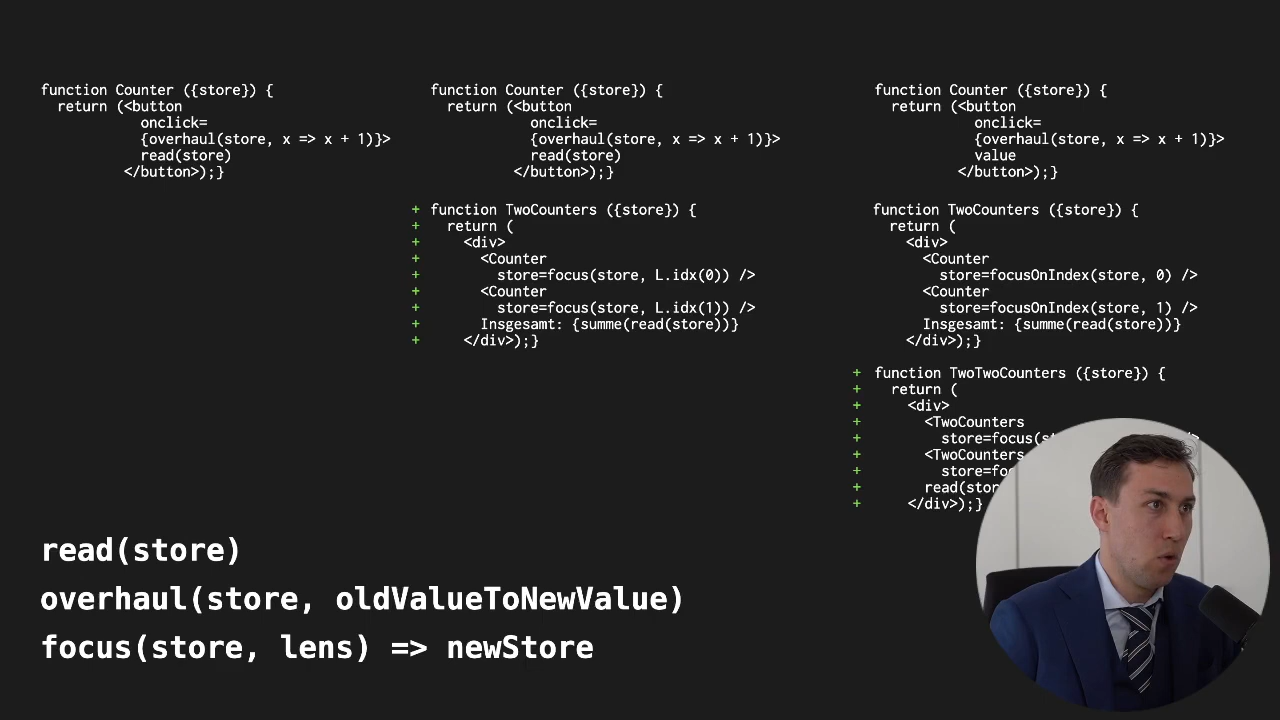 function Counter ({store}) {
return (<button
onclick=
{overhaul(store, x => x + 1)}>
read(store)
</button>);}
function Counter ({store}) {
return (<button
onclick=
{overhaul(store, x => x + 1)}>
read(store)
</button>);}
+ function TwoCounters ({store}) {
+ return (
+ <div>
+ <Counter
+ store=focus(store, L.idx(0)) />
+ <Counter
+ store=focus(store, L.idx(1)) />
+ Insgesamt: {summe(read(store))}
+ </div>);}
function Counter ({store}) {
return (<button
onclick=
{overhaul(store, x => x + 1)}>
value
</button>);}
function TwoCounters ({store}) {
return (
<div>
<Counter
store=focusOnIndex(store, 0) />
<Counter
store=focusOnIndex(store, 1) />
Insgesamt: {summe(read(store))}
</div>);}
+ function TwoTwoCounters ({store}) {
+ return (
+ <div>
+ <TwoCounters
+ store=focus(
+ <TwoCounters
+
+
+ </div>);}
read(store)
overhaul(store, oldValueToNewValue)
focus(store, lens) => newStore